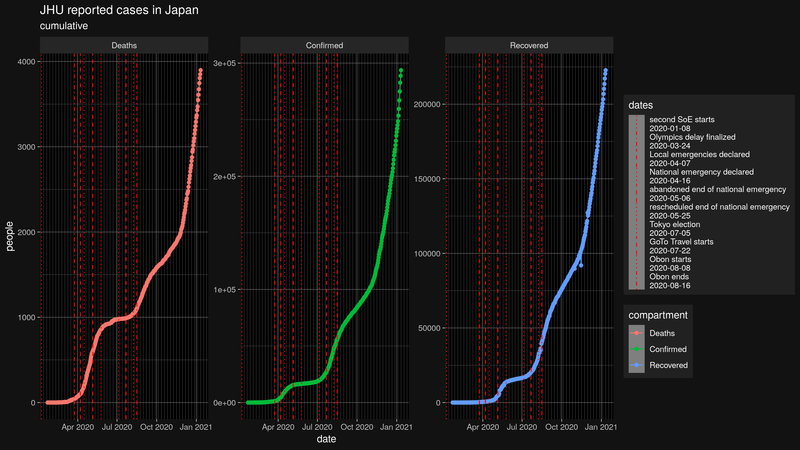 JHU reported cases in Japan
cumulative
Deaths
Confirmed
Recovered
people
4000
3000
2000
1000
0
3e+05
2e+05
1e+05
0e+00
200000
150000
100000
50000
0
Apr 2020
Jul 2020
Oct 2020
Jan 2021
Apr 2020
Jul 2020
Oct 2020
Jan 2021
Apr 2020
Jul 2020
Oct 2020
Jan 2021
date
dates
second SoE starts
2020-01-08
Olympics delay finalized
2020-03-24
Local emergencies declared
2020-04-07
National emergency declared
2020-04-16
abandoned end of national emergency
2020-05-06
rescheduled end of national emergency
2020-05-25
Tokyo election
2020-07-05
GoTo Travel starts
2020-07-22
Obon starts
2020-08-08
Obon ends
2020-08-16
compartment
Deaths
Confirmed
Recovered